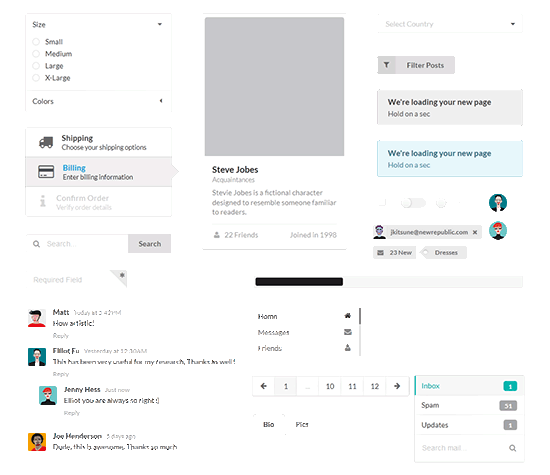 Size
Small
Medium
Large
X-Large
Colors
Shipping
Choose your shipping options
Billing
Enter billing information
Confirm Order
Verify order details
Search...
Search
Required Field
*
Matt Today at 5:42PM
How artistic!
Reply
Elliot Fu Yesterday at 12:30AM
This has been very useful for my research. Thanks as well!
Reply
Jenny Hess Just now
Elliot you are always so right :)
Reply
Joe Henderson 5 days ago
Dude, this is awesome. Thanks so much
Stevie Jobes
Acquaintances
Stevie Jobes is a fictional character
designed to resemble someone familiar
to readers.
22 Friends
Joined in 1998
Select Country
Filter Posts
We're loading your new page
Hold on a sec
We're loading your new page
Hold on a sec
jkitsune@newrepublic.com
23 New
Dresses
Home
Messages
Friends
1 ... 10 11 12
Bio Pics
Inbox 1
Spam 51
Updates 1
Search mail...